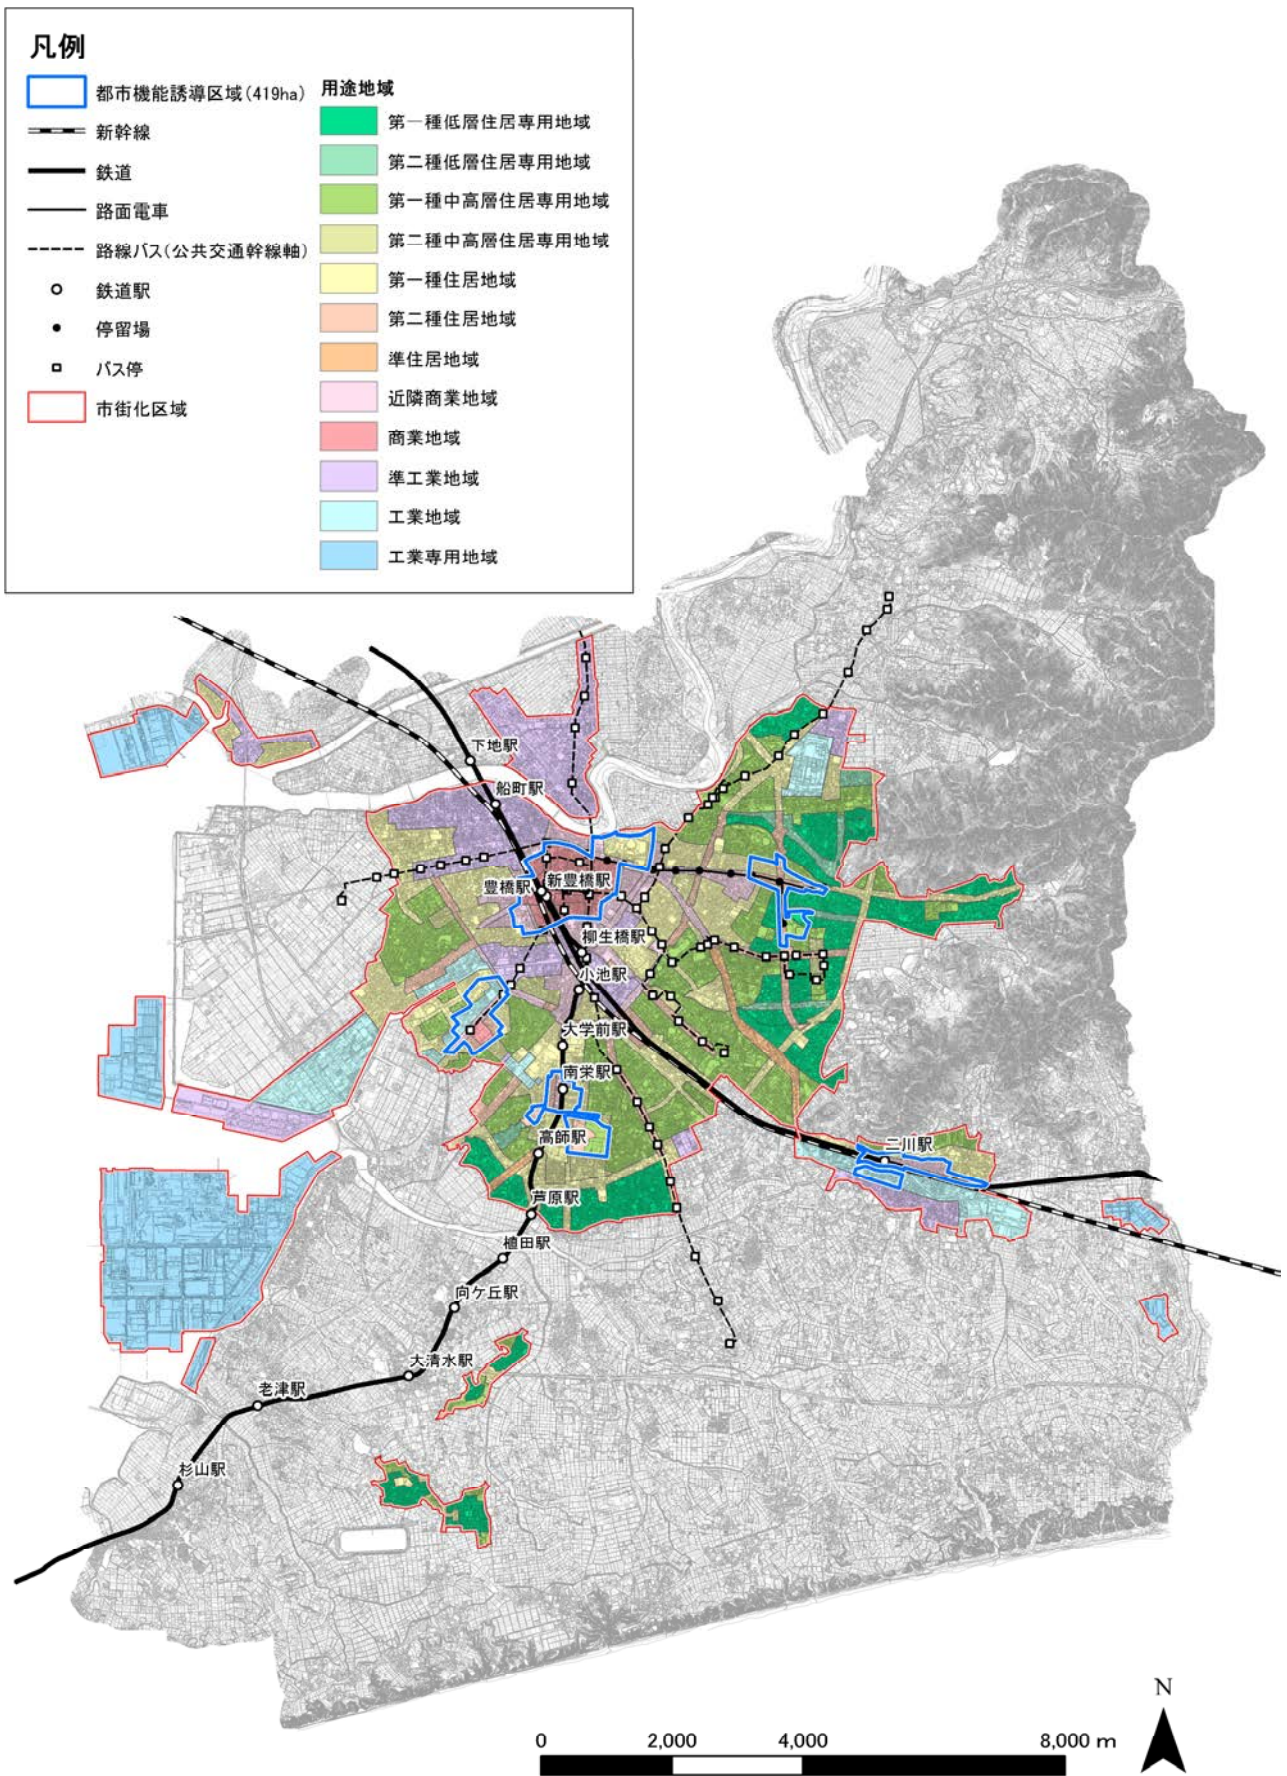 凡例
都市機能誘導区域(419ha)
新幹線
鉄道
路面電車
路線バス(公共交通幹線軸)
鉄道駅
停留場
バス停
市街化区域
用途地域
第一種低層住居専用地域
第二種低層住居専用地域
第一種中高層住居専用地域
第二種中高層住居専用地域
第一種住居地域
第二種住居地域
準住居地域
近隣商業地域
商業地域
準工業地域
工業地域
工業専用地域
下地駅
船町駅
豊橋駅
新豊橋駅
柳生橋駅
小池駅
大学前駅
南栄駅
高師駅
二川駅
芦原駅
植田駅
向ケ丘駅
大清水駅
老津駅
杉山駅
N
0 2,000 4,000 8,000 m